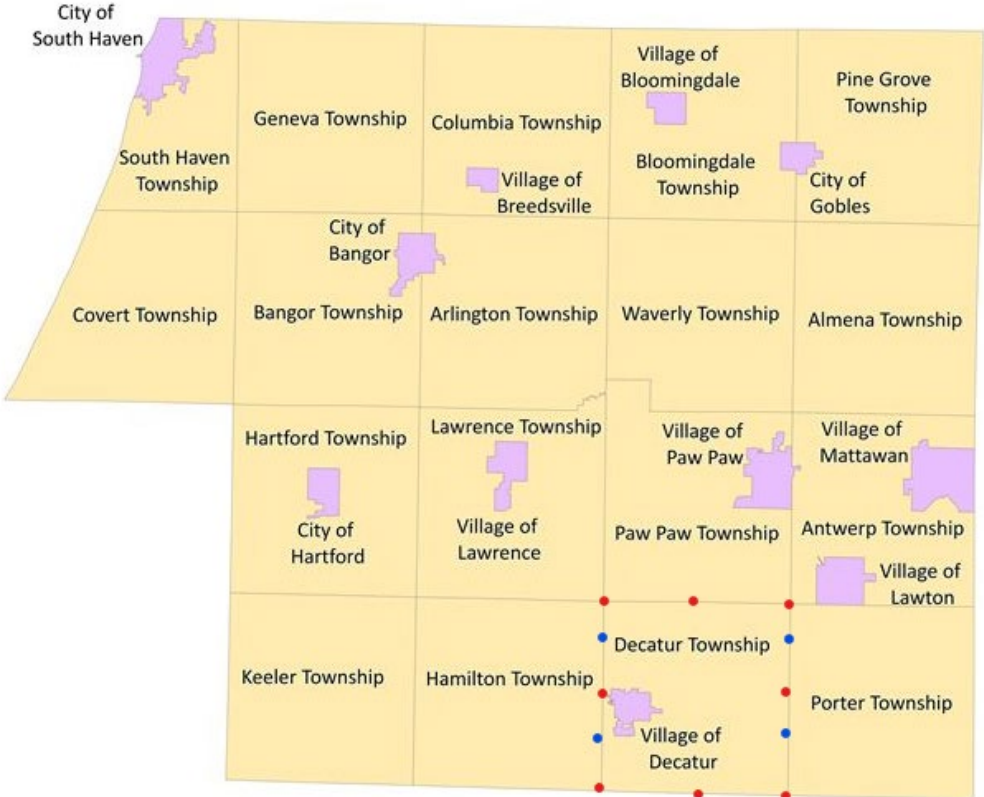 City of
South Haven
Village of
Bloomingdale
Pine Grove
Township
Geneva Township
Columbia Township
South Haven
Township
Bloomingdale
Township
Village of
Breedsville
City of
Gobles
City of
Bangor
Covert Township
Bangor Township
Arlington Township
Waverly Township
Almena Township
Hartford Township
Lawrence Township
Village of
Paw Paw
Village of
Mattawan
City of
Hartford
Village of
Lawrence
Paw Paw Township
Antwerp Township
Village of
Lawton
Decatur Township
Keeler Township
Hamilton Township
Porter Township
Village of
Decatur